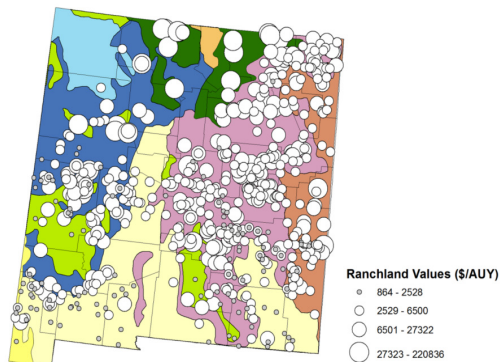 Ranchland Values ($/AUY)
864 - 2528
2529 - 6500
6501 - 27322
27323 - 220836